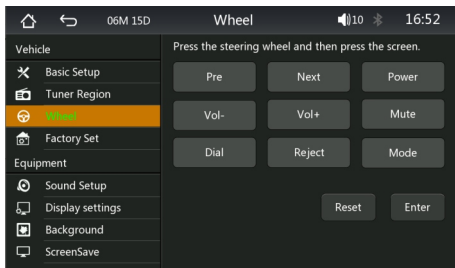 06M 15D Wheel 10 16:52
Vehicle
Basic Setup
Tuner Region
Wheel
Factory Set
Equipment
Sound Setup
Display settings
Background
ScreenSave
Press the steering wheel and then press the screen.
Pre Next Power
Vol- Vol+ Mute
Dial Reject Mode
Reset Enter